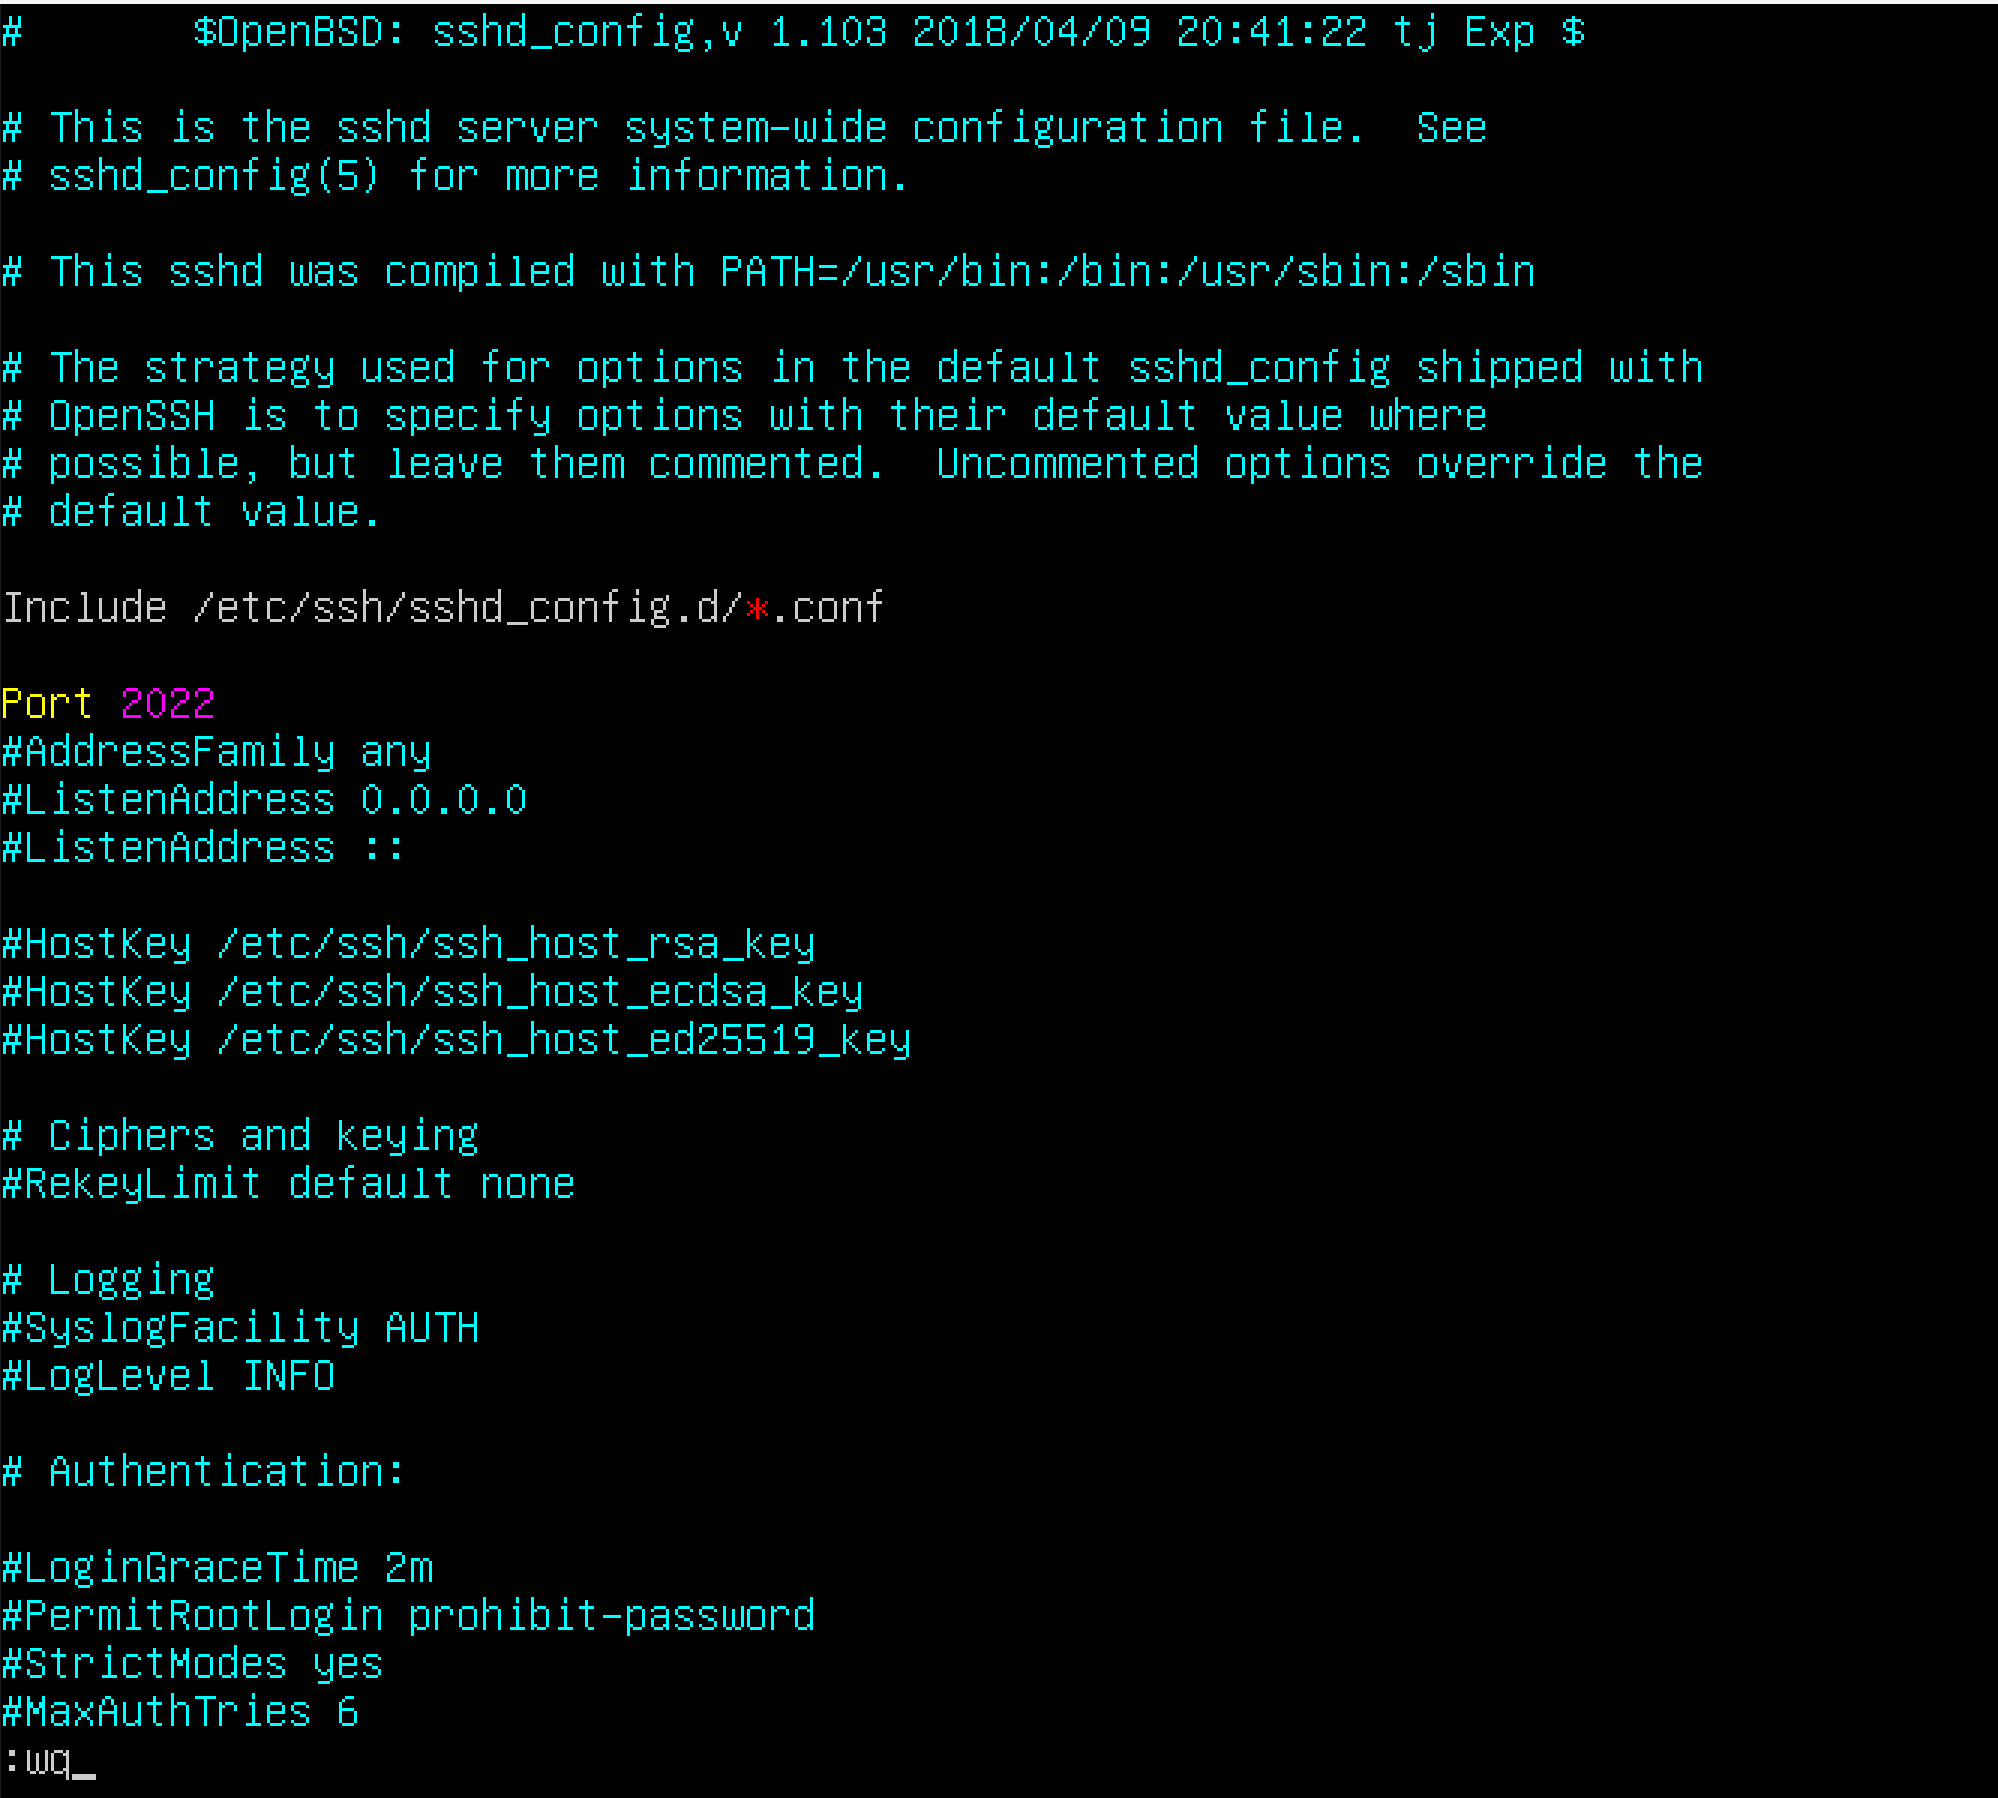 #       $OpenBSD: sshd_config,v 1.103 2018/04/09 20:41:22 tj Exp $
# This is the sshd server system-wide configuration file.  See
# sshd_config(5) for more information.
# This sshd was compiled with PATH=/usr/bin:/bin:/usr/sbin:/sbin
# The strategy used for options in the default sshd_config shipped with
# OpenSSH is to specify options with their default value where
# possible, but leave them commented.  Uncommented options override the
# default value.
Include /etc/ssh/sshd_config.d/*.conf
Port 2022
#AddressFamily any
#ListenAddress 0.0.0.0
#ListenAddress ::
#HostKey /etc/ssh/ssh_host_rsa_key
#HostKey /etc/ssh/ssh_host_ecdsa_key
#HostKey /etc/ssh/ssh_host_ed25519_key
# Ciphers and keying
#RekeyLimit default none
# Logging
#SyslogFacility AUTH
#LogLevel INFO
# Authentication:
#LoginGraceTime 2m
#PermitRootLogin prohibit-password
#StrictModes yes
#MaxAuthTries 6
:wq_